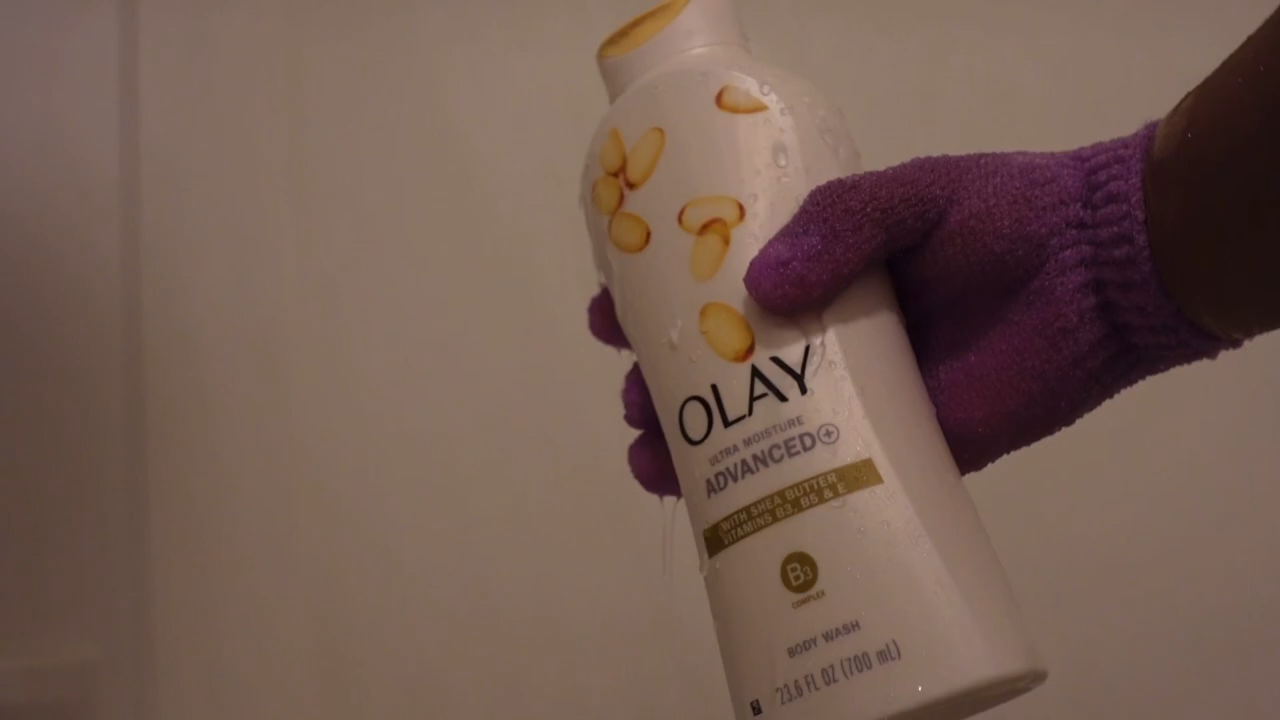 OLAY
ULTRA MOISTURE
ADVANCED+
WITH SHEA BUTTER
VITAMINS B3, B5 & E
B3
COMPLEX
BODY WASH
23.6 FL OZ (700 mL)